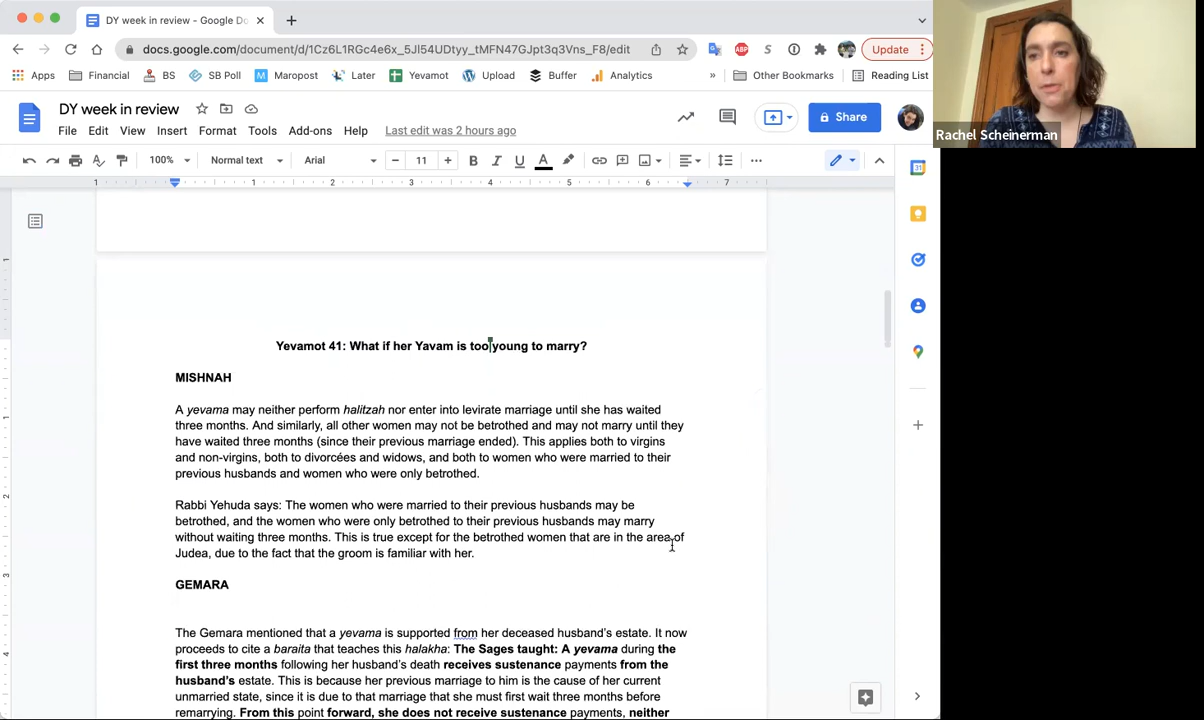 DY week in review - Google Do
docs.google.com/document/d/1Cz6L1RGc4e6x_5Jl54UDtyy_tMFN47GJpt3q3Vns_F8/edit
Update
Apps Financial BS SB Poll Maropost Later Yevamot Upload Buffer Analytics » Other Bookmarks Reading List
DY week in review
File Edit View Insert Format Tools Add-ons Help Last edit was 2 hours ago
Share
Rachel Scheinerman
100% Normal text Arial 11 B I U A
1 1 2 3 4 5 6 7
Yevamot 41: What if her Yavam is too young to marry?
MISHNAH
A yevama may neither perform halitzah nor enter into levirate marriage until she has waited
three months. And similarly, all other women may not be betrothed and may not marry until they
have waited three months (since their previous marriage ended). This applies both to virgins
and non-virgins, both to divorcées and widows, and both to women who were married to their
previous husbands and women who were only betrothed.
Rabbi Yehuda says: The women who were married to their previous husbands may be
betrothed, and the women who were only betrothed to their previous husbands may marry
without waiting three months. This is true except for the betrothed women that are in the area of
Judea, due to the fact that the groom is familiar with her.
GEMARA
The Gemara mentioned that a yevama is supported from her deceased husband's estate. It now
proceeds to cite a baraita that teaches this halakha: The Sages taught: A yevama during the
first three months following her husband's death receives sustenance payments from the
husband's estate. This is because her previous marriage to him is the cause of her current
unmarried state, since it is due to that marriage that she must first wait three months before
remarrying. From this point forward, she does not receive sustenance payments, neither